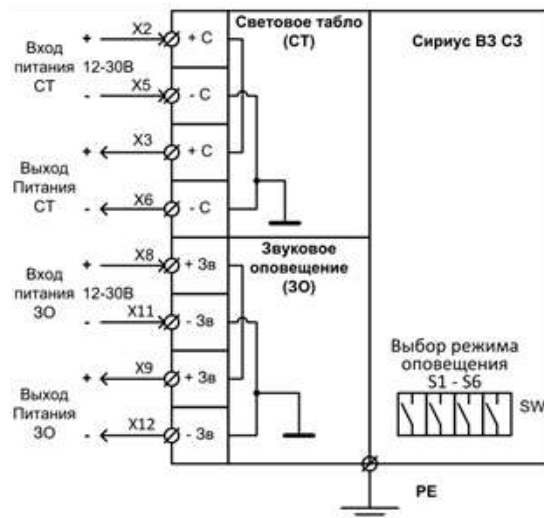 Световое табло
(СТ)
Сириус ВЗ СЗ
Вход
питания 12-30В
СТ
+ X2 + С
- X5 - С
Выход
Питания
СТ
+ X3 + С
- X6 - С
Звуковое
оповещение
(ЗО)
Вход
питания 12-30В
ЗО
+ X8 + Зв
- X11 - Зв
Выход
Питания
ЗО
+ X9 + Зв
- X12 - Зв
Выбор режима
оповещения
S1 - S6
SW
PE